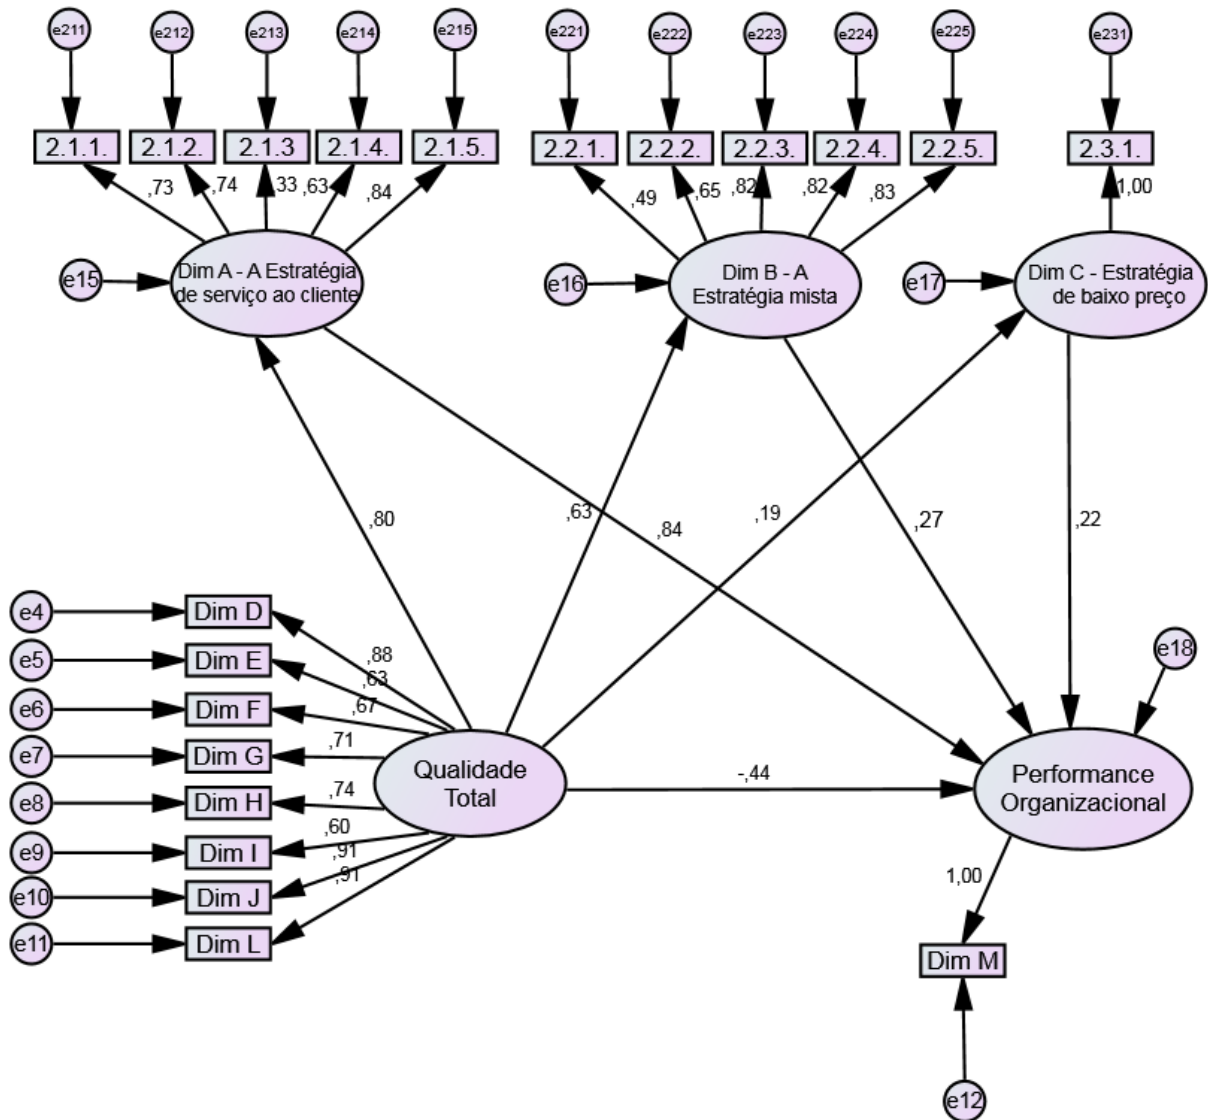 e211 e212 e213 e214 e215 e221 e222 e223 e224 e225 e231
2.1.1. 2.1.2. 2.1.3 2.1.4. 2.1.5. 2.2.1. 2.2.2. 2.2.3. 2.2.4. 2.2.5. 2.3.1.
,73 ,74 ,33 ,63 ,84 ,49 ,65 ,82 ,82 ,83 1,00
e15
Dim A - A Estratégia
de serviço ao cliente
e16
Dim B - A
Estratégia mista
e17
Dim C - Estratégia
de baixo preço
,80
,63
,84
,19
,27
,22
e4 Dim D ,88
e5 Dim E ,63
e6 Dim F ,67
e7 Dim G ,71
e8 Dim H ,74
e9 Dim I ,60
e10 Dim J ,91
e11 Dim L ,91
Qualidade
Total
-,44
e18
Performance
Organizacional
1,00
Dim M
e12